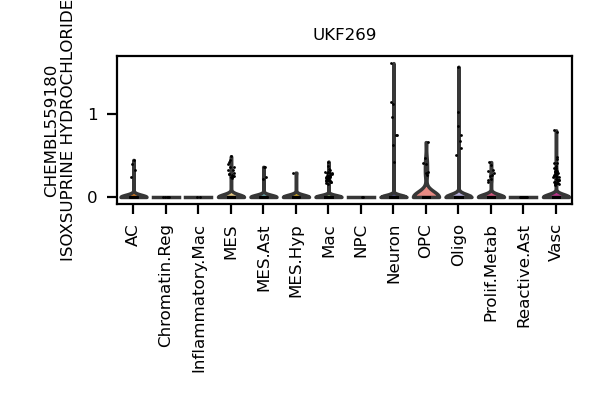 UKF269
CHEMBL559180
ISOXSUPRINE HYDROCHLORIDE
1
0
AC
Chromatin.Reg
Inflammatory.Mac
MES
MES.Ast
MES.Hyp
Mac
NPC
Neuron
OPC
Oligo
Prolif.Metab
Reactive.Ast
Vasc